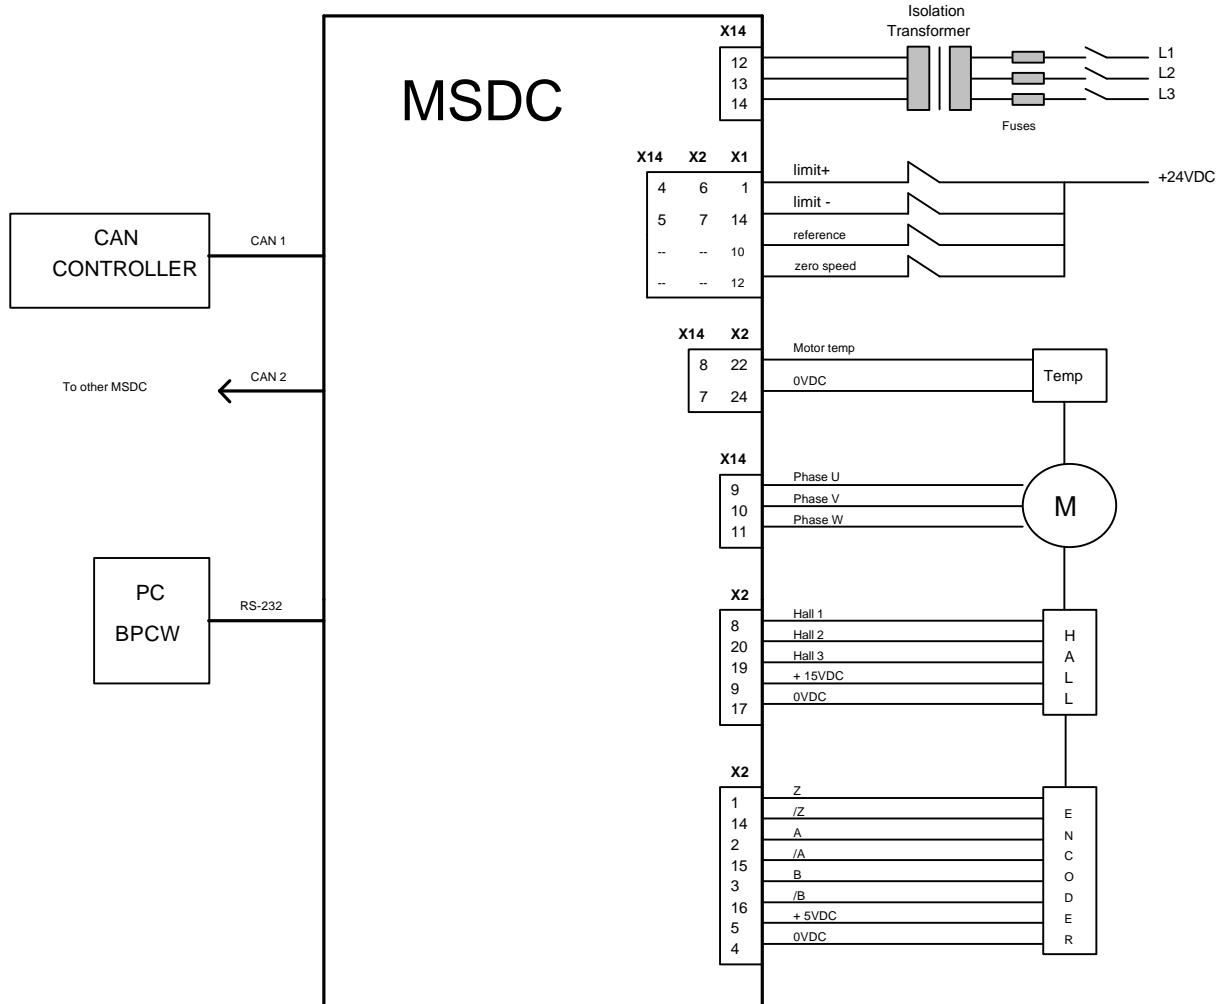 Isolation
Transformer
X14
12
13
14
L1
L2
L3
Fuses
MSDC
X14 X2 X1
4 6 1
5 7 14
-- -- 10
-- -- 12
limit+
limit -
reference
zero speed
+24VDC
CAN
CONTROLLER
CAN 1
To other MSDC
CAN 2
X14 X2
8 22
7 24
Motor temp
0VDC
Temp
X14
9
10
11
Phase U
Phase V
Phase W
M
PC
BPCW
RS-232
X2
8
20
19
9
17
Hall 1
Hall 2
Hall 3
+ 15VDC
0VDC
H
A
L
L
X2
1
14
2
15
3
16
5
4
Z
/Z
A
/A
B
/B
+ 5VDC
0VDC
E
N
C
O
D
E
R